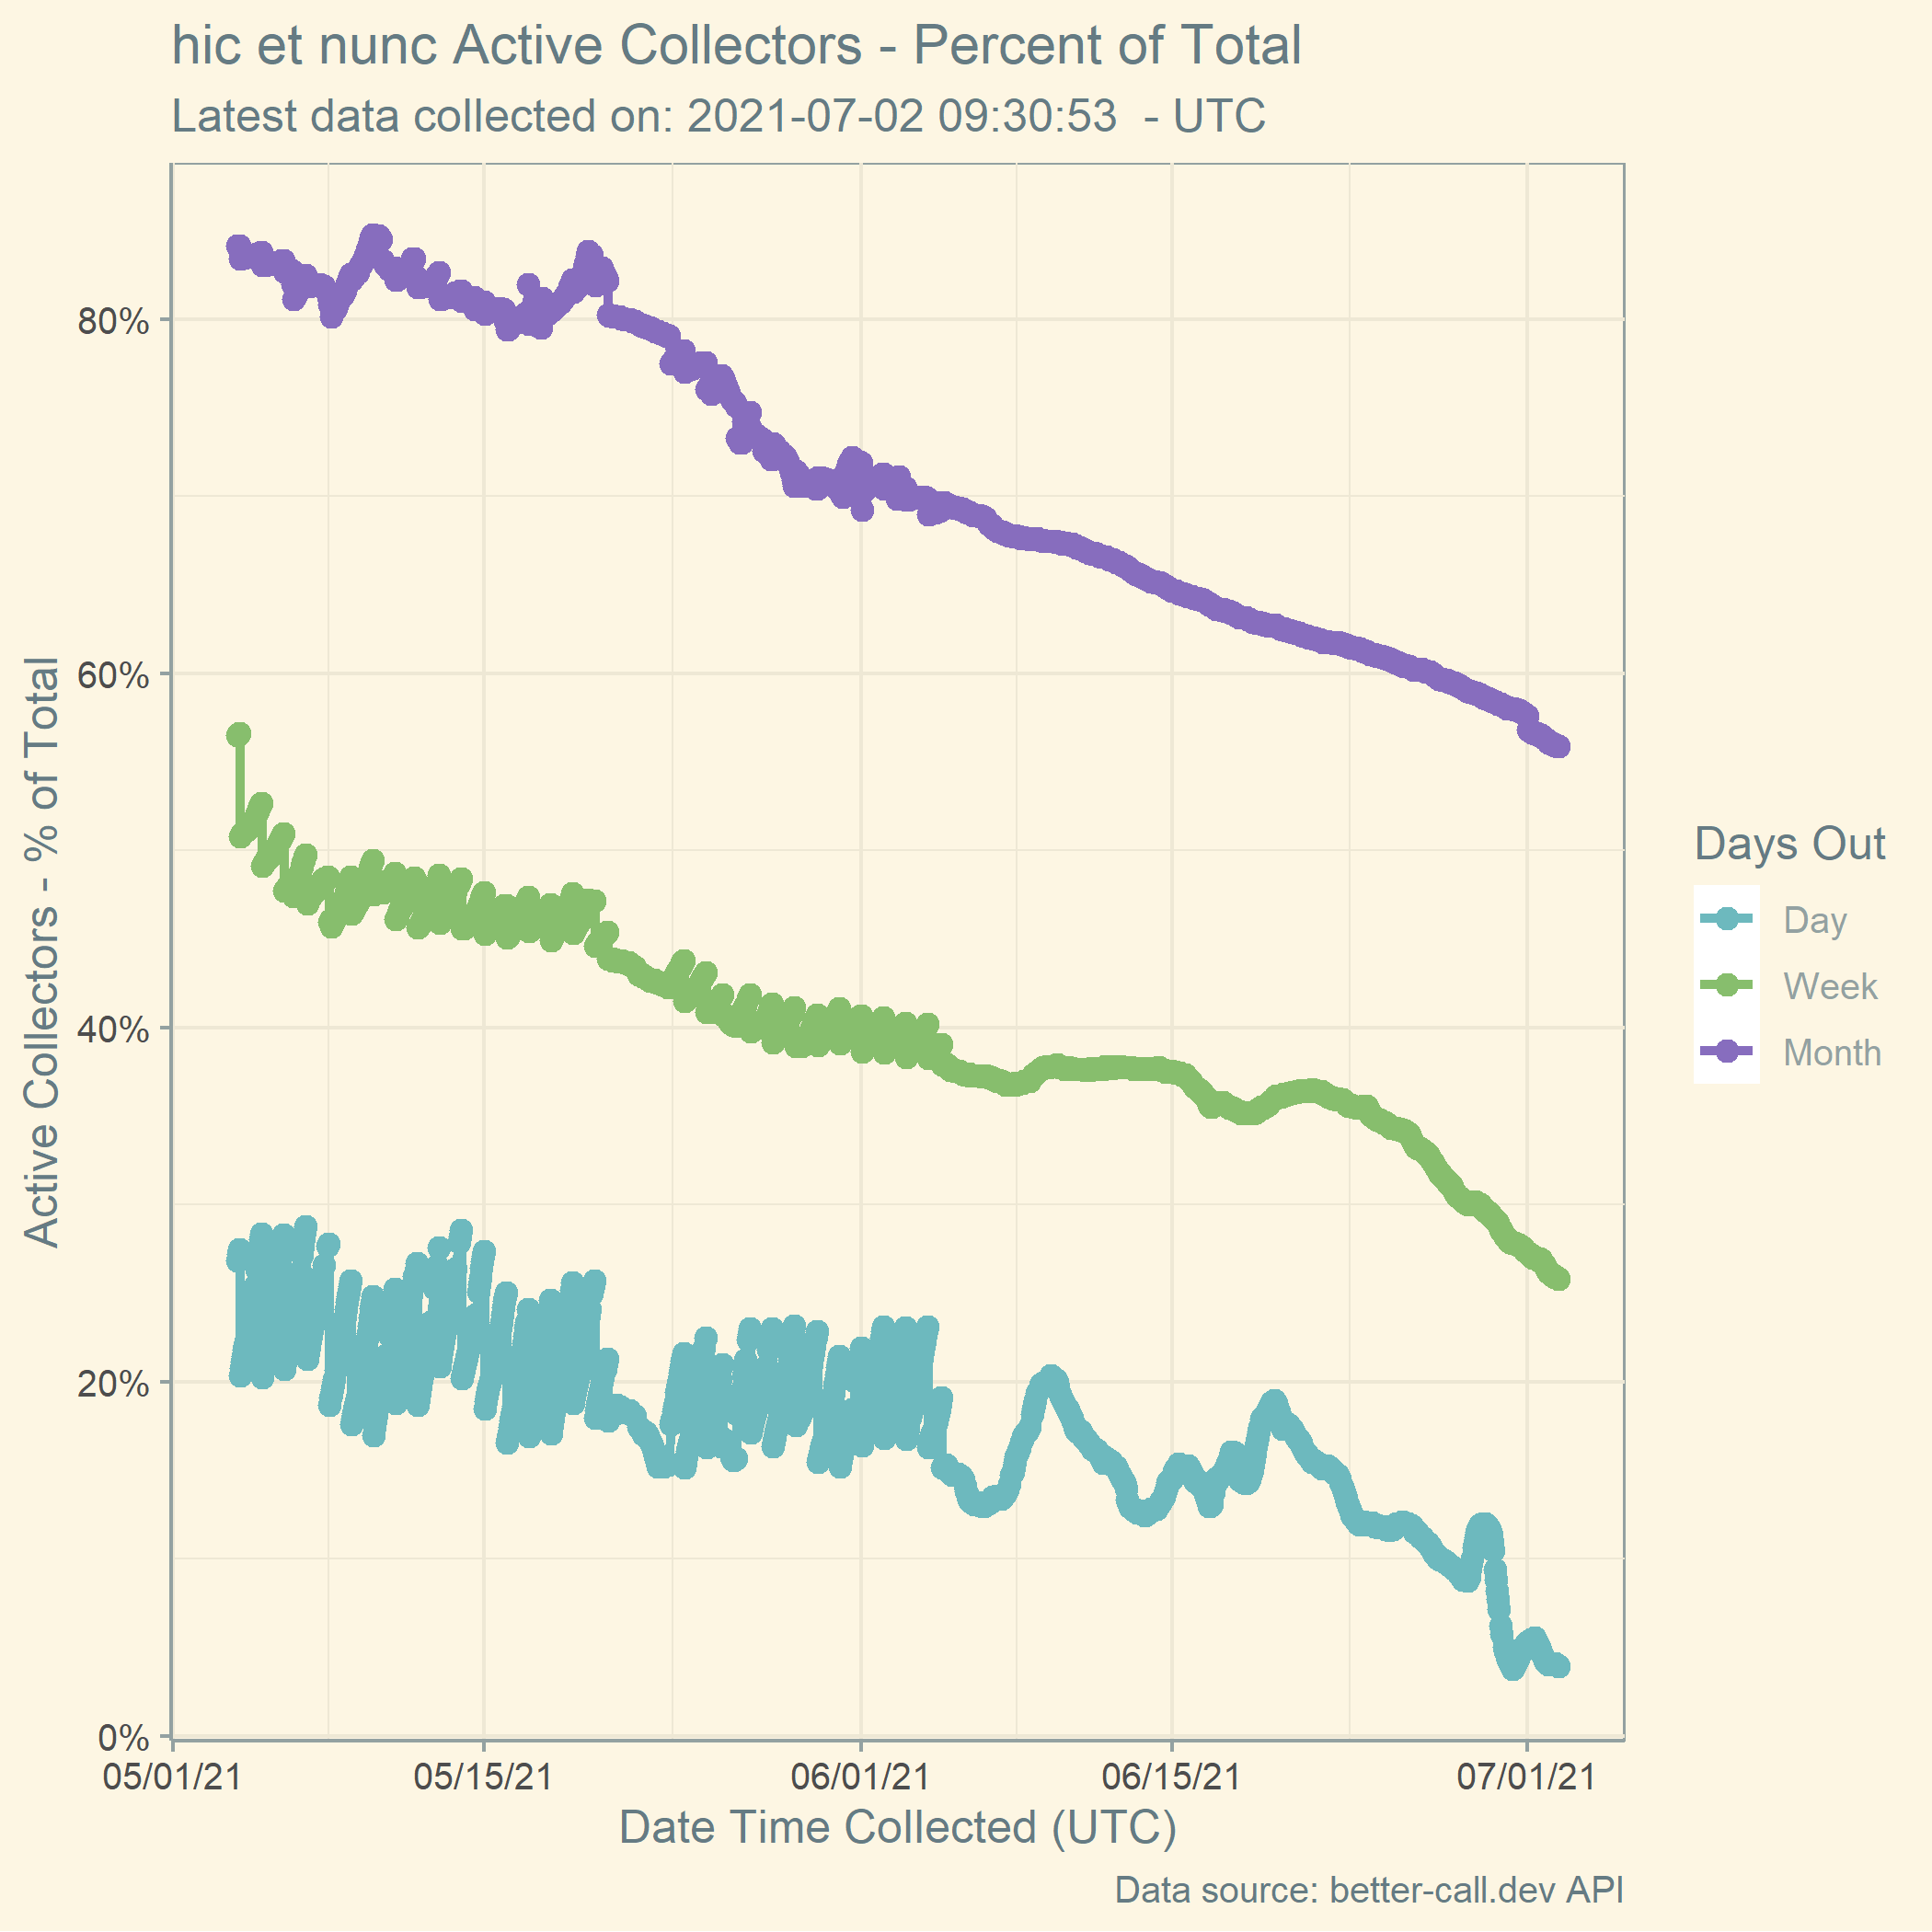 hic et nunc Active Collectors - Percent of Total
Latest data collected on: 2021-07-02 09:30:53  - UTC
Active Collectors - % of Total
80%
60%
40%
20%
0%
05/01/21
05/15/21
06/01/21
06/15/21
07/01/21
Date Time Collected (UTC)
Days Out
Day
Week
Month
Data source: better-call.dev API